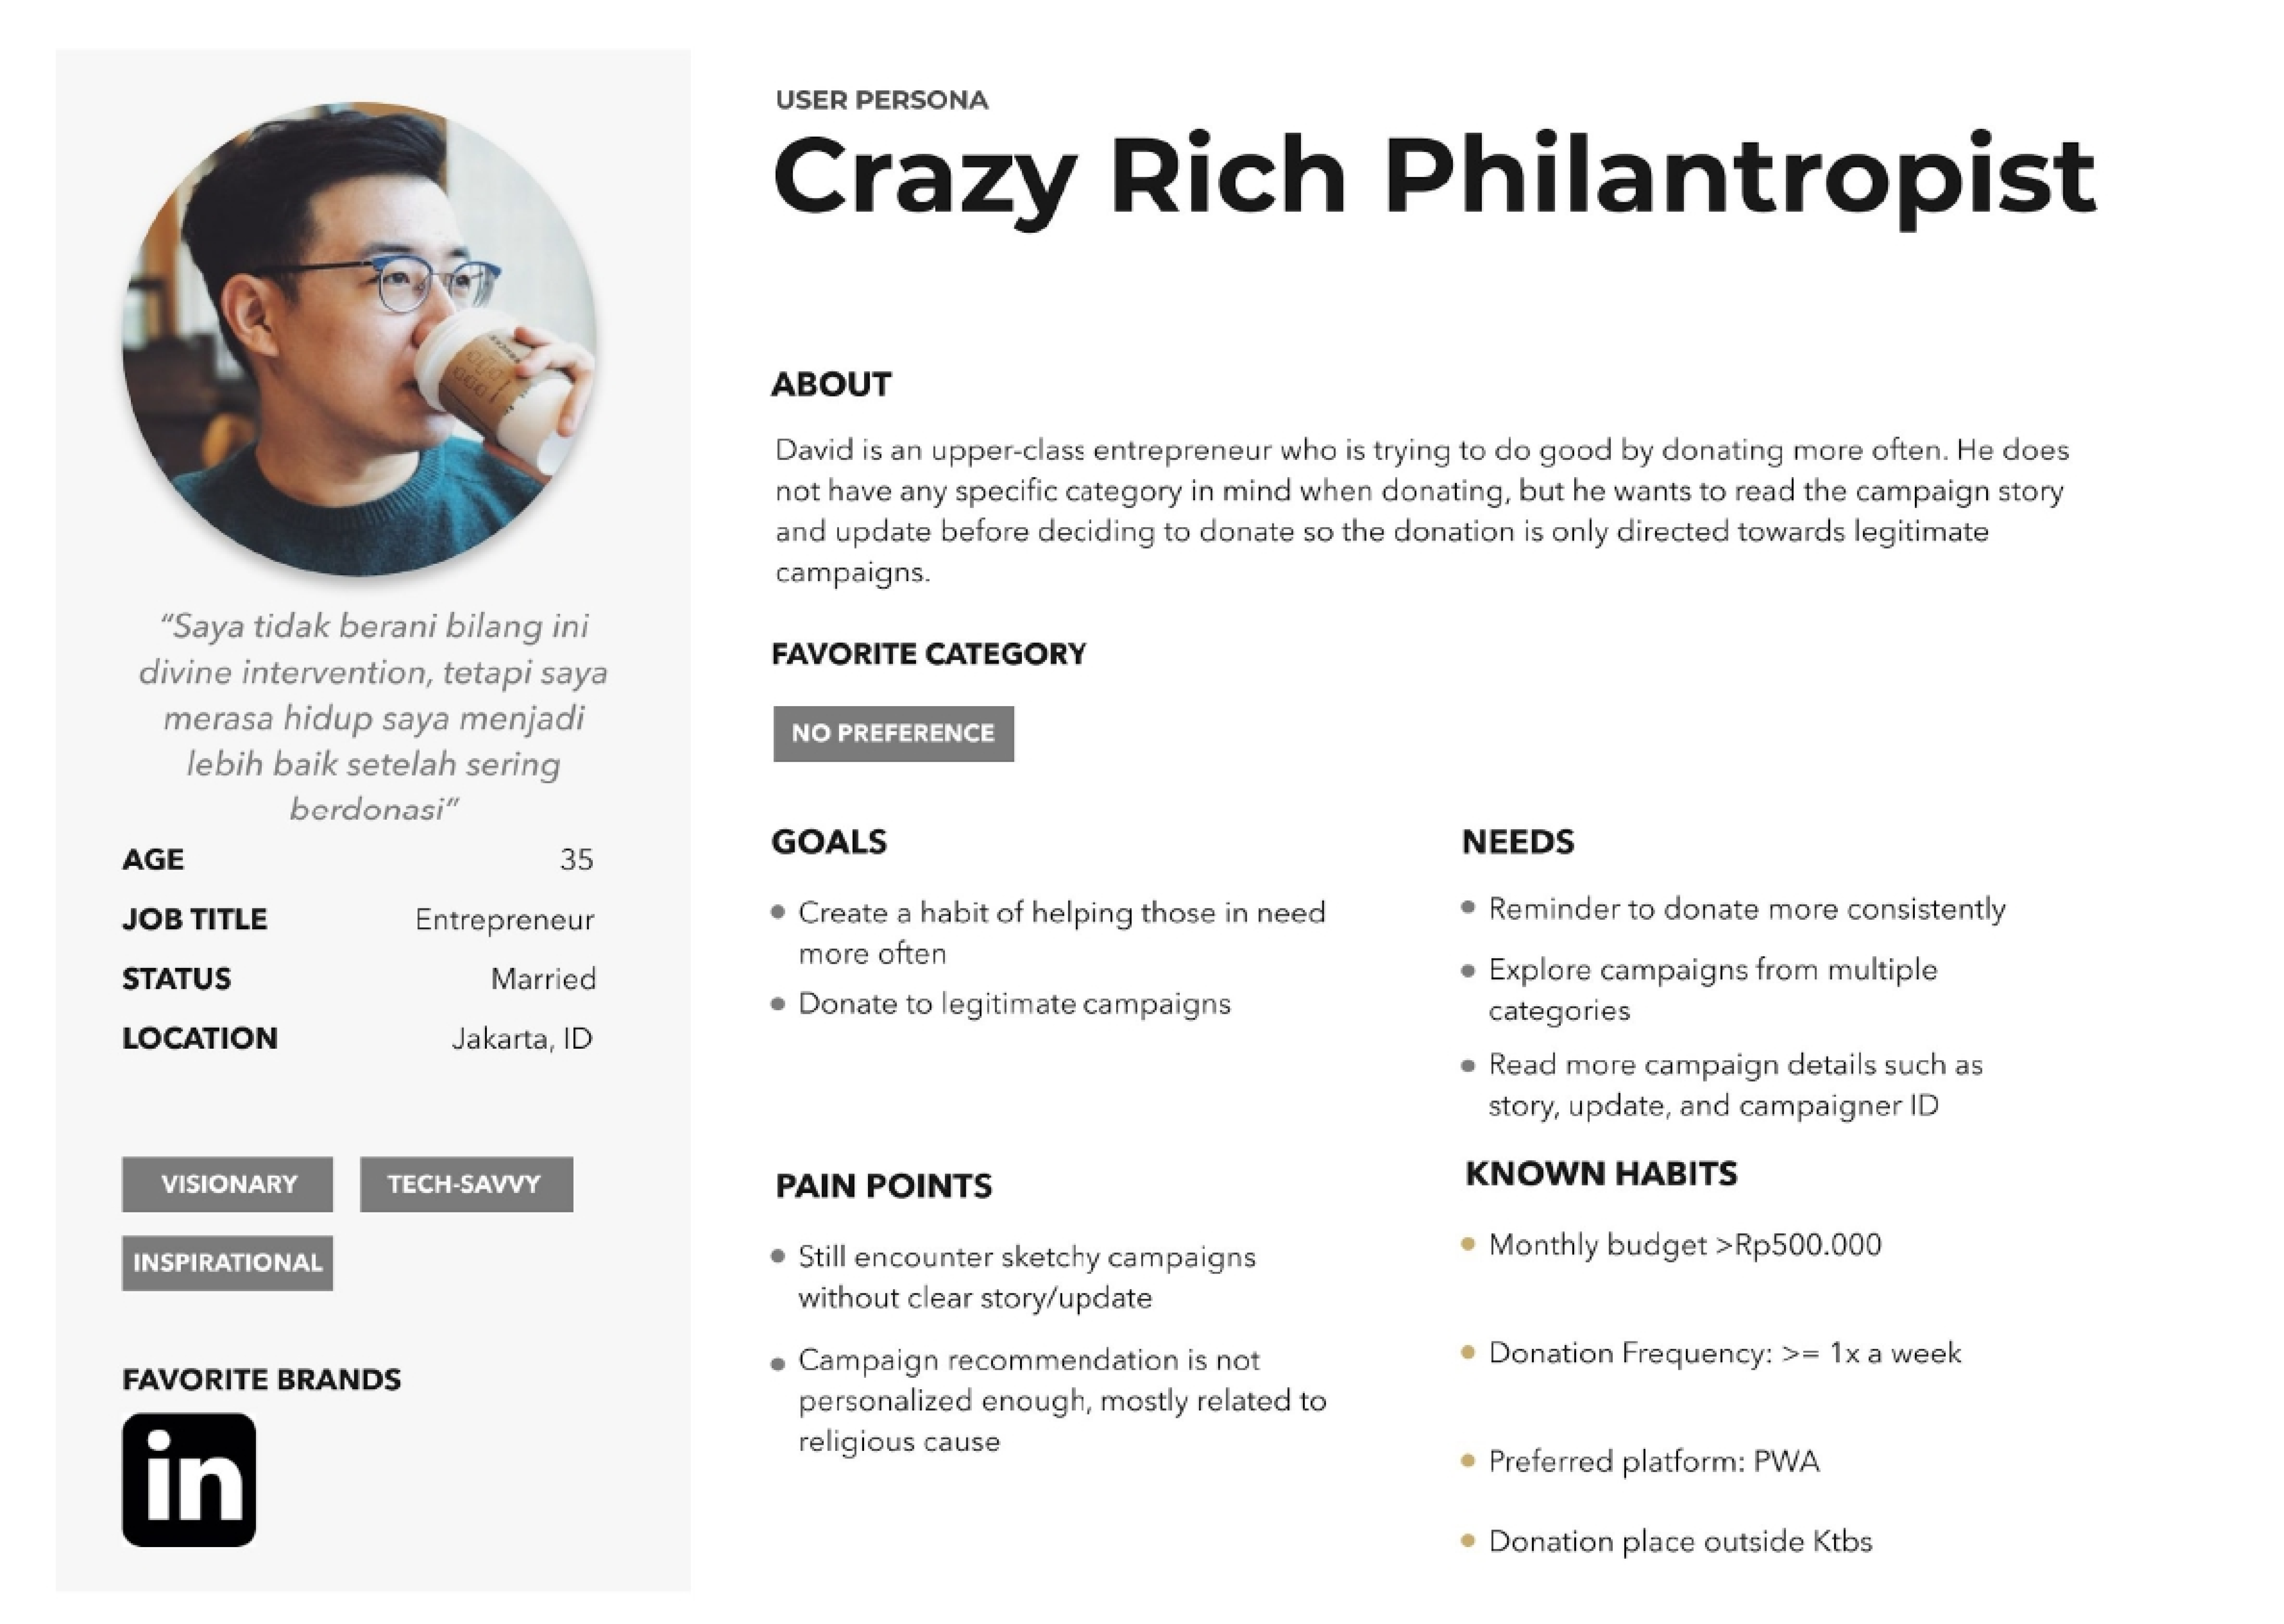 USER PERSONA
Crazy Rich Philantropist
"Saya tidak berani bilang ini
divine intervention, tetapi saya
merasa hidup saya menjadi
lebih baik setelah sering
berdonasi"
AGE 35
JOB TITLE Entrepreneur
STATUS Married
LOCATION Jakarta, ID
VISIONARY TECH-SAVVY
INSPIRATIONAL
FAVORITE BRANDS
in
ABOUT
David is an upper-class entrepreneur who is trying to do good by donating more often. He does
not have any specific category in mind when donating, but he wants to read the campaign story
and update before deciding to donate so the donation is only directed towards legitimate
campaigns.
FAVORITE CATEGORY
NO PREFERENCE
GOALS
Create a habit of helping those in need
more often
Donate to legitimate campaigns
NEEDS
Reminder to donate more consistently
Explore campaigns from multiple
categories
Read more campaign details such as
story, update, and campaigner ID
PAIN POINTS
Still encounter sketchy campaigns
without clear story/update
Campaign recommendation is not
personalized enough, mostly related to
religious cause
KNOWN HABITS
Monthly budget >Rp500.000
Donation Frequency: >= 1x a week
Preferred platform: PWA
Donation place outside Ktbs